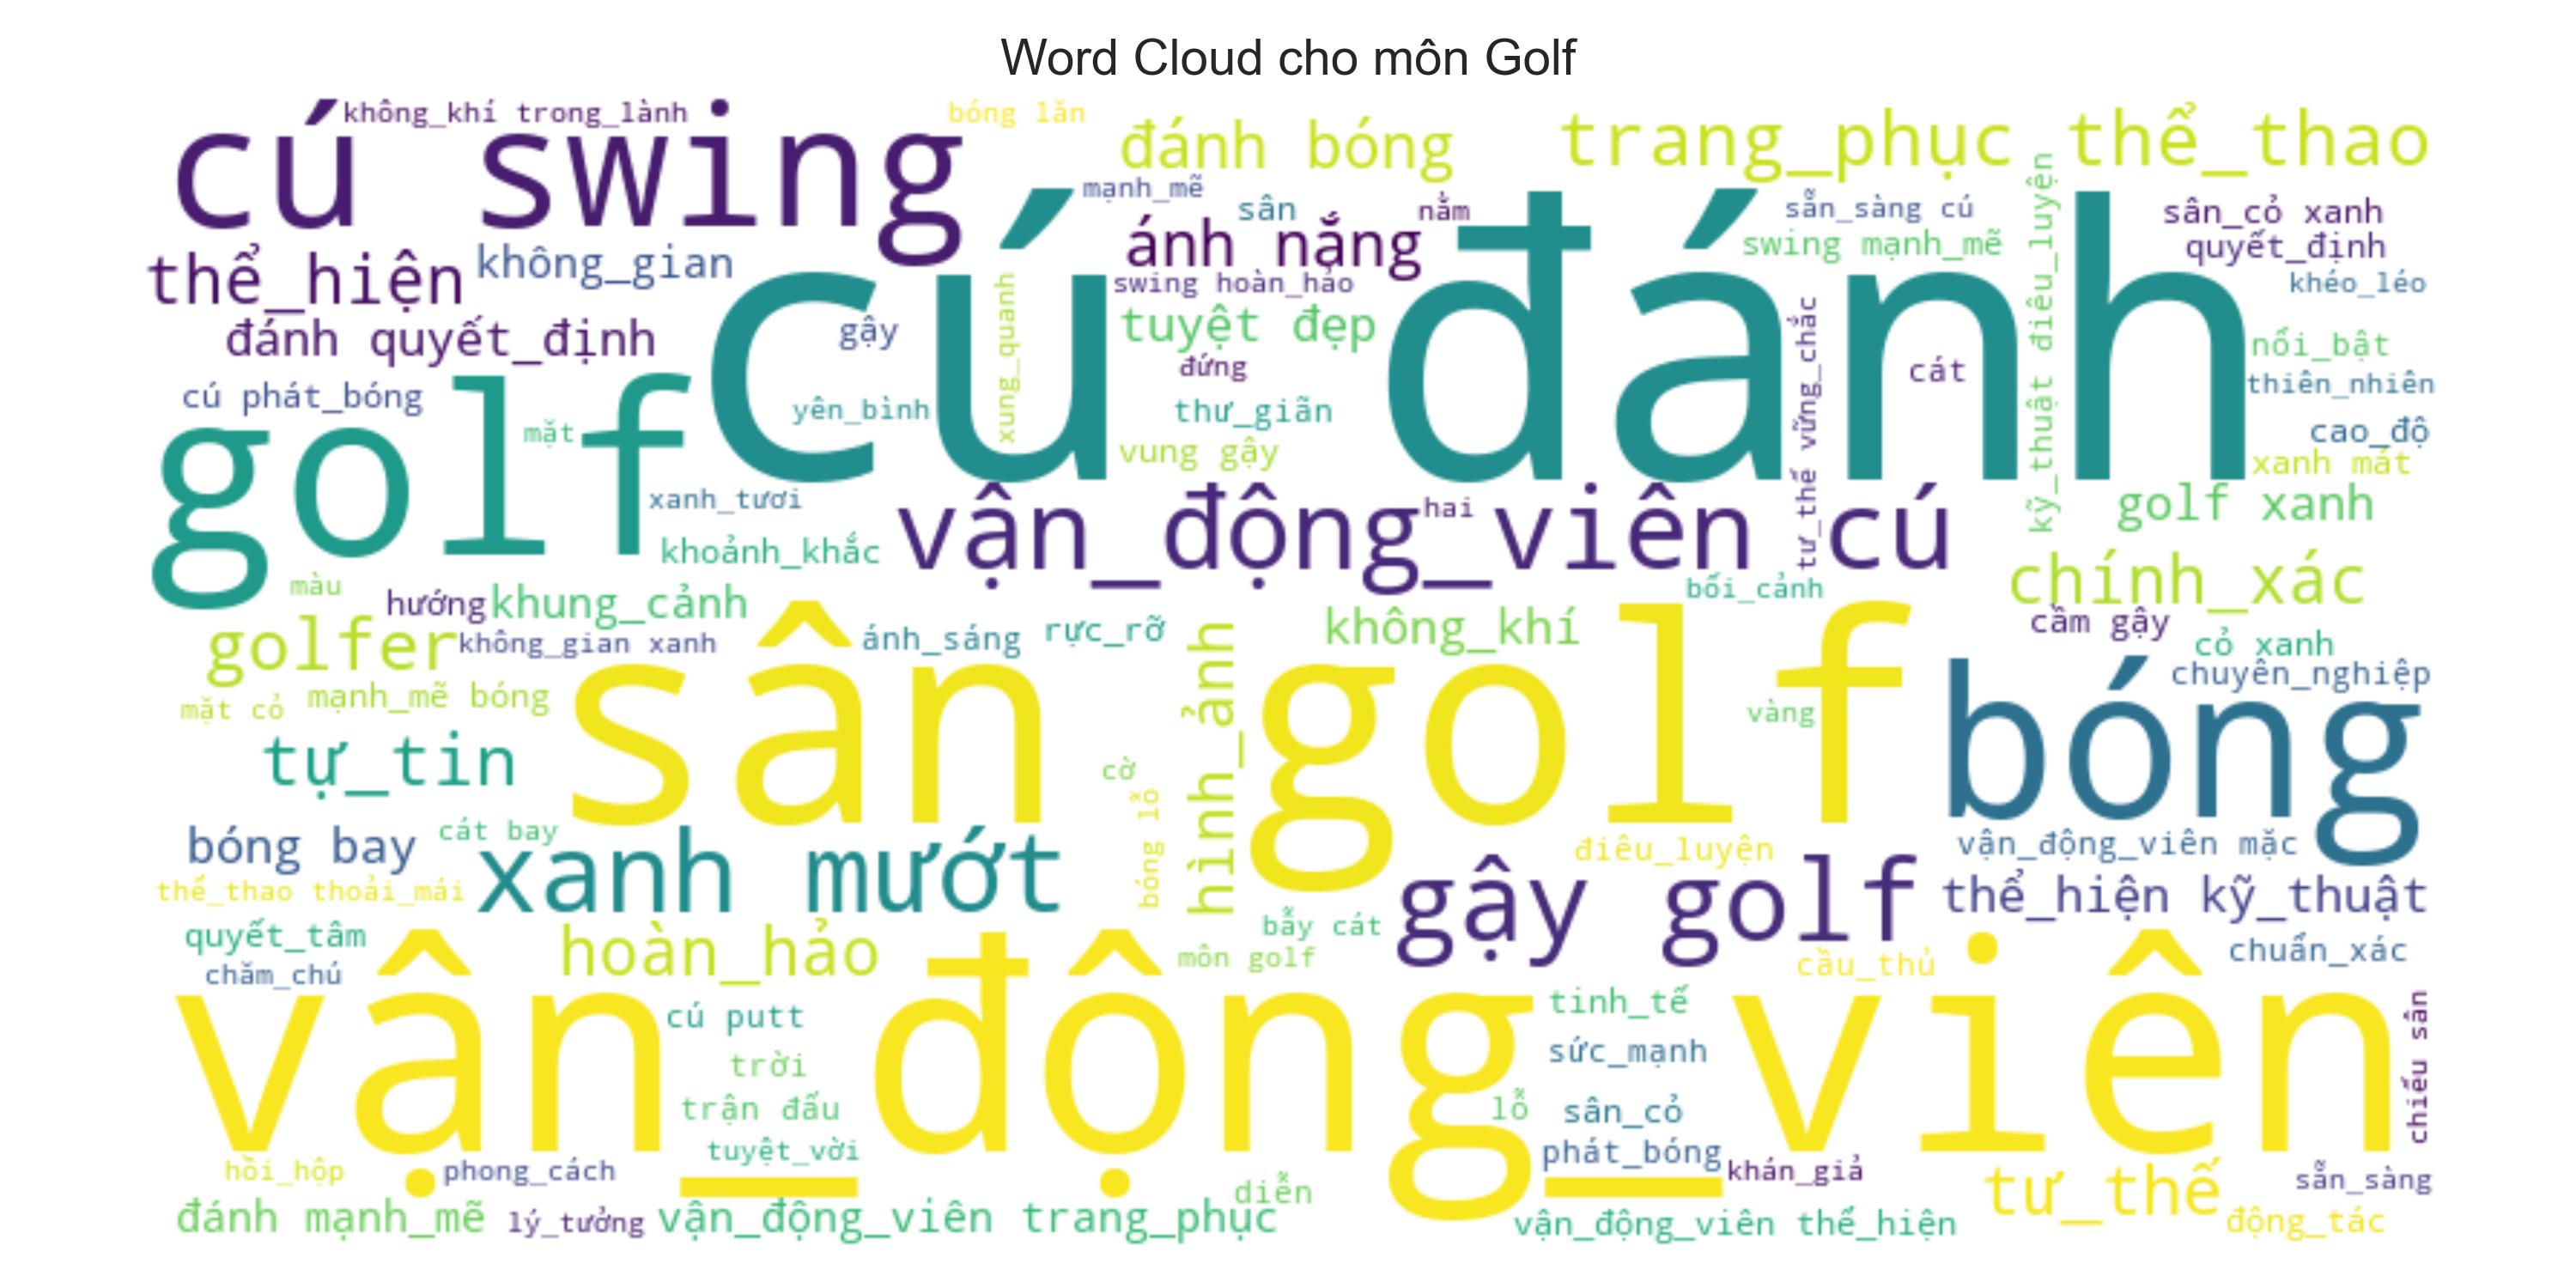 Word Cloud cho môn Golf
không_khí trong_lành
bóng lăn
cú swing
đánh bóng
trang_phục thể_thao
mạnh_mẽ
sân
nằm
sẵn_sàng cú
sân_cỏ xanh
ánh nắng
swing mạnh_mẽ
quyết_định
thể_hiện
không_gian
swing hoàn_hảo
khéo_léo
cú đánh
đánh quyết_định
gậy
xung_quanh
tuyệt đẹp
đứng
cát
tư_thế vững_chắc
kỹ_thuật điêu_luyện
nổi_bật
thiên_nhiên
cú phát_bóng
yên_bình
thư_giãn
cao_độ
golf
mặt
vung gậy
xanh mát
xanh_tươi
vận_động_viên cú
hai
golf xanh
khoảnh_khắc
màu
hướng
khung_cảnh
bối_cảnh
chính_xác
golfer
không_gian xanh
ánh_sáng
rực_rỡ
không_khí
cầm gậy
cỏ xanh
mặt cỏ
mạnh_mẽ bóng
sân golf
hình_ảnh
vàng
bóng
chuyên_nghiệp
tự_tin
cờ
bóng lỗ
bóng bay
cát bay
điêu_luyện
vận_động_viên mặc
thể_thao thoải_mái
xanh mướt
gậy golf
thể_hiện kỹ_thuật
quyết_tâm
bẫy cát
chăm_chú
hoàn_hảo
môn golf
cầu_thủ
chuẩn_xác
vận_động_viên
cú putt
tinh_tế
trời
sức_mạnh
chiếu sân
trận đấu
lỗ
sân_cỏ
tuyệt_vời
phát_bóng
hồi_hộp
phong_cách
khán_giả
tư_thế
sẵn_sàng
diễn
đánh mạnh_mẽ
lý_tưởng
vận_động_viên trang_phục
vận_động_viên thể_hiện
động_tác